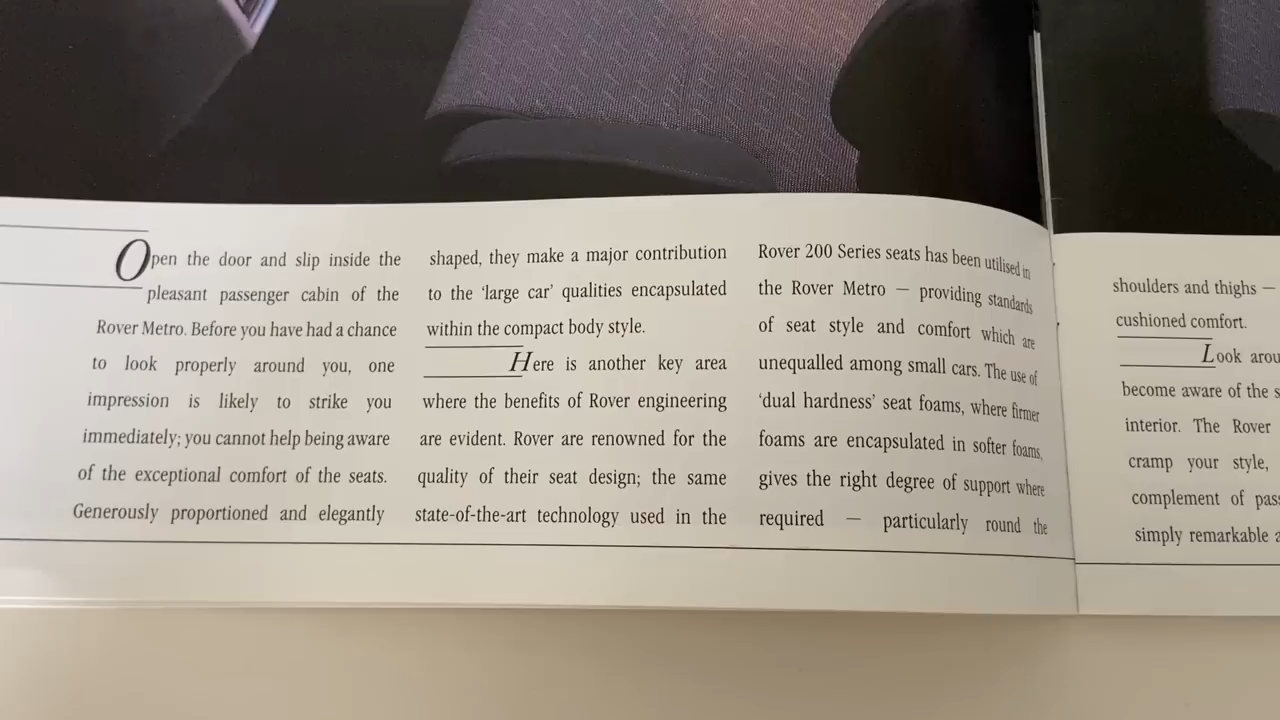 Open the door and slip inside the
pleasant passenger cabin of the
Rover Metro. Before you have had a chance
to look properly around you, one
impression is likely to strike you
immediately; you cannot help being aware
of the exceptional comfort of the seats.
Generously proportioned and elegantly
shaped, they make a major contribution
to the ‘large car’ qualities encapsulated
within the compact body style.
Here is another key area
where the benefits of Rover engineering
are evident. Rover are renowned for the
quality of their seat design; the same
state-of-the-art technology used in the
Rover 200 Series seats has been utilised in
the Rover Metro — providing standards
of seat style and comfort which are
unequalled among small cars. The use of
‘dual hardness’ seat foams, where firmer
foams are encapsulated in softer foams,
gives the right degree of support where
required — particularly round the
shoulders and thighs —
cushioned comfort.
Look arou
become aware of the s
interior. The Rover
cramp your style,
complement of pas
simply remarkable a